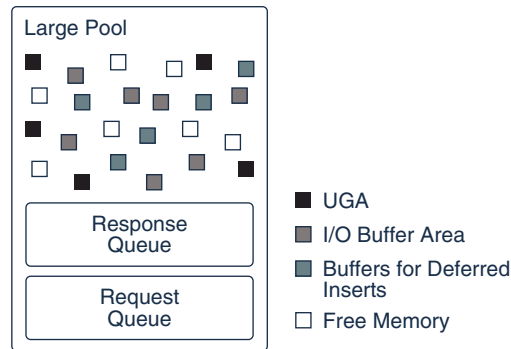 Large Pool
Response
Queue
Request
Queue
UGA
I/O Buffer Area
Buffers for Deferred
Inserts
Free Memory